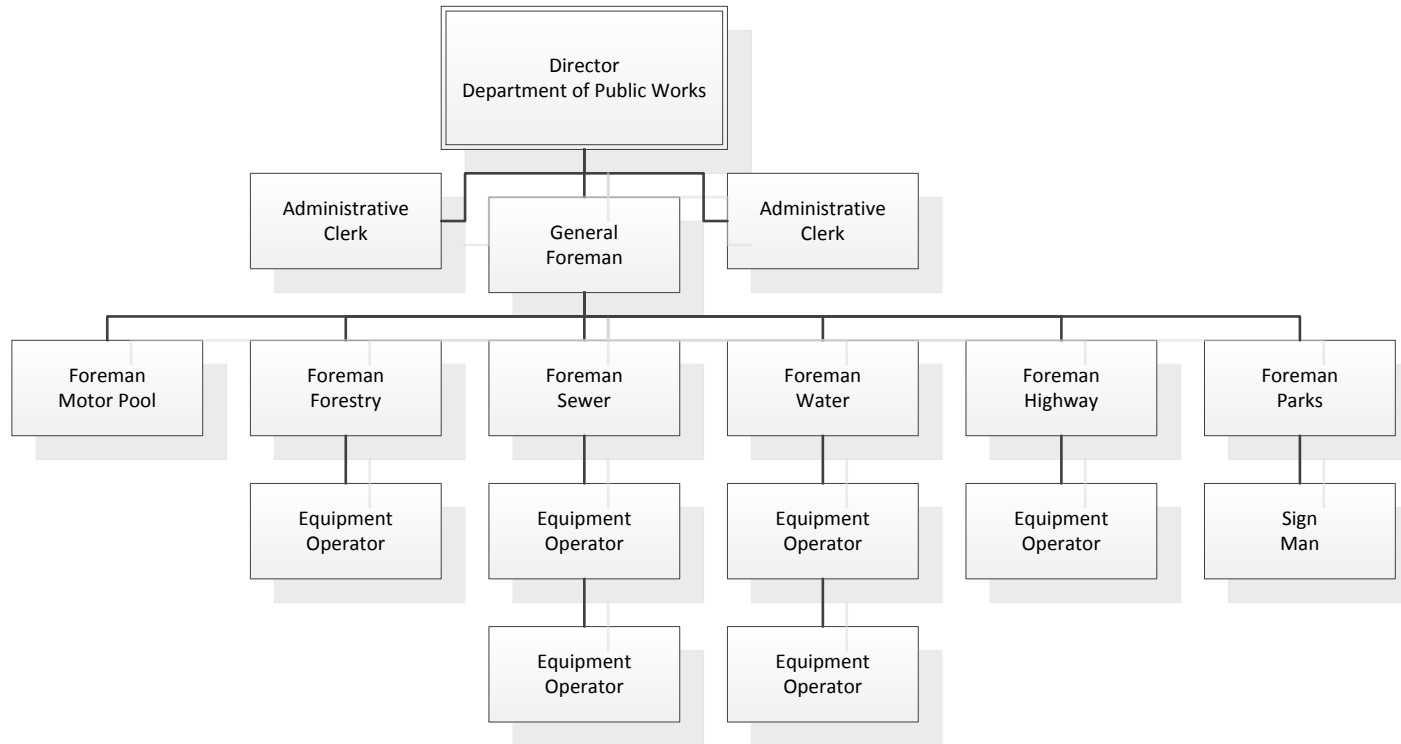 Director
Department of Public Works
Administrative
Clerk
General
Foreman
Administrative
Clerk
Foreman
Motor Pool
Foreman
Forestry
Foreman
Sewer
Foreman
Water
Foreman
Highway
Foreman
Parks
Equipment
Operator
Equipment
Operator
Equipment
Operator
Equipment
Operator
Sign
Man
Equipment
Operator
Equipment
Operator